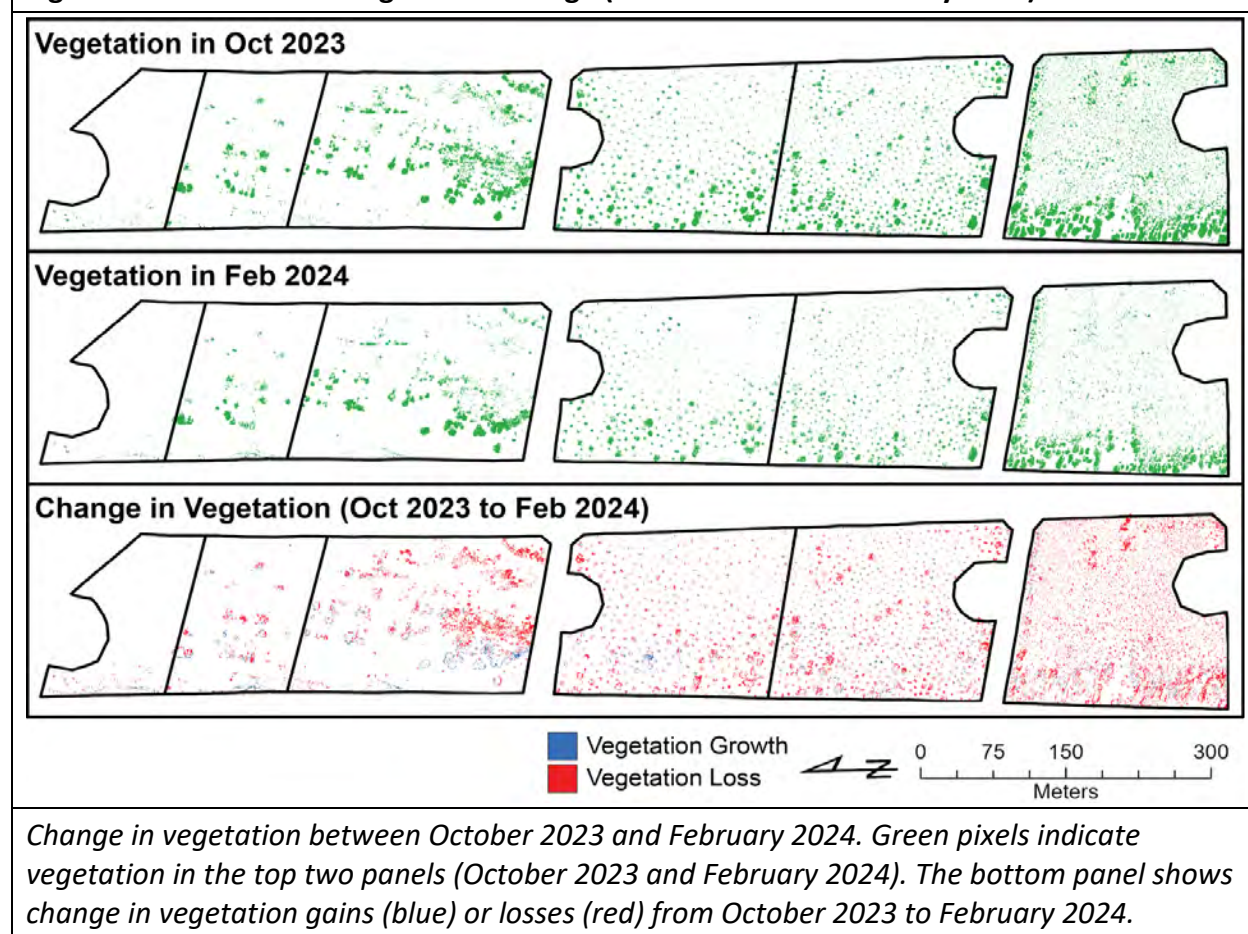 Vegetation in Oct 2023
Vegetation in Feb 2024
Change in Vegetation (Oct 2023 to Feb 2024)
Vegetation Growth
Vegetation Loss
Z
0 75 150 300
Meters
Change in vegetation between October 2023 and February 2024. Green pixels indicate
vegetation in the top two panels (October 2023 and February 2024). The bottom panel shows
change in vegetation gains (blue) or losses (red) from October 2023 to February 2024.